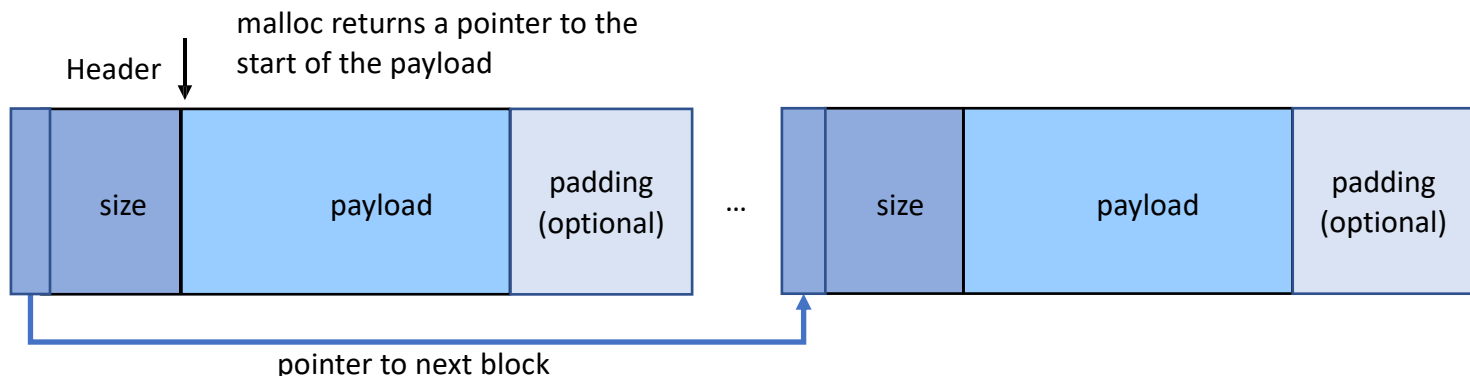 malloc returns a pointer to the
start of the payload
Header
size
payload
padding
(optional)
...
size
payload
padding
(optional)
pointer to next block